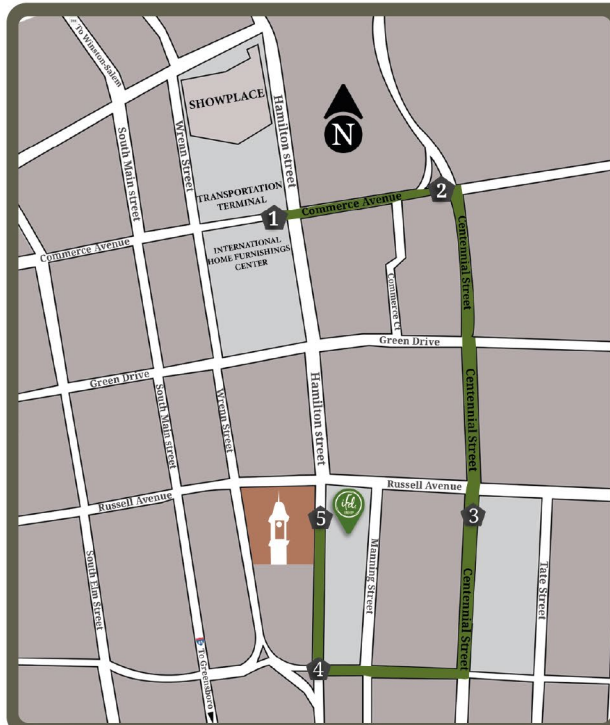 To Winston-Salem
SHOWPLACE
N
South Main street
Wrenn Street
Hamilton street
TRANSPORTATION
TERMINAL
1
Commerce Avenue
2
Commerce Avenue
INTERNATIONAL
HOME FURNISHINGS
CENTER
Commerce Ct
Centennial Street
Green Drive
Green Drive
South Main street
Wrenn Street
Hamilton street
Centennial Street
Russell Avenue
Russell Avenue
5
ifd
3
South Elm Street
Manning Street
Centennial Street
Tate Street
To Greensboro
4